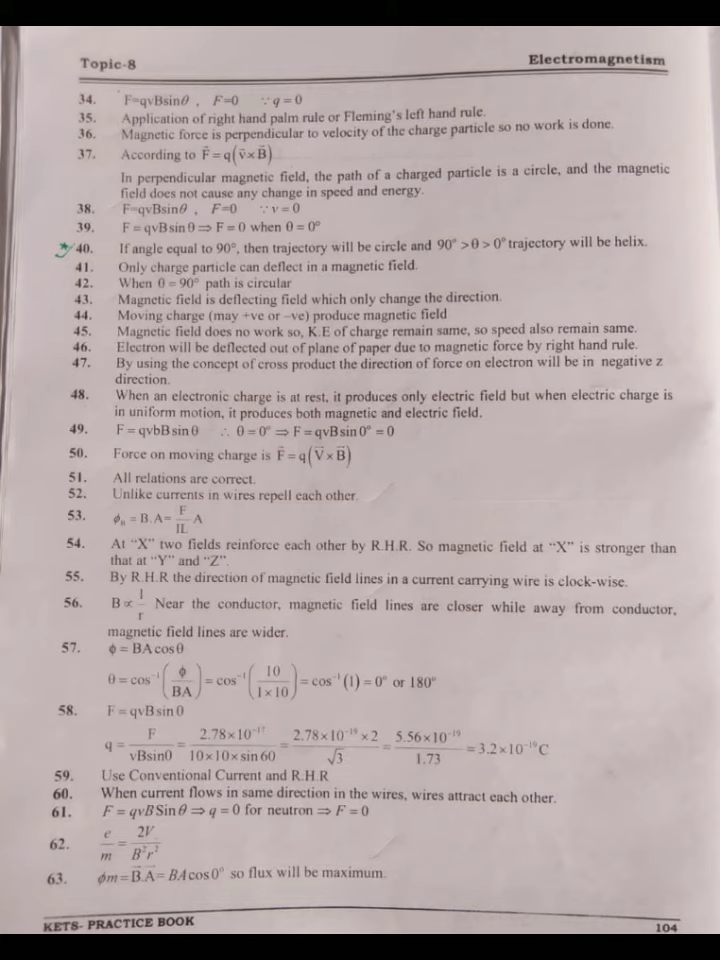 Topic-8 Electromagnetism
34. F=qvBsinθ , F=0 ∵ q = 0
35. Application of right hand palm rule or Fleming's left hand rule.
36. Magnetic force is perpendicular to velocity of the charge particle so no work is done.
37. According to F⃗ = q(v⃗ × B⃗)
In perpendicular magnetic field, the path of a charged particle is a circle, and the magnetic
field does not cause any change in speed and energy.
38. F=qvBsinθ , F=0 ∵ v = 0
39. F = qvBsinθ ⇒ F = 0 when θ = 0°
40. If angle equal to 90°, then trajectory will be circle and 90° > θ > 0° trajectory will be helix.
41. Only charge particle can deflect in a magnetic field.
42. When θ = 90° path is circular
43. Magnetic field is deflecting field which only change the direction.
44. Moving charge (may +ve or –ve) produce magnetic field
45. Magnetic field does no work so, K.E of charge remain same, so speed also remain same.
46. Electron will be deflected out of plane of paper due to magnetic force by right hand rule.
47. By using the concept of cross product the direction of force on electron will be in negative z
direction.
48. When an electronic charge is at rest, it produces only electric field but when electric charge is
in uniform motion, it produces both magnetic and electric field.
49. F = qvbBsinθ ∴ θ = 0° ⇒ F = qvBsin0° = 0
50. Force on moving charge is F⃗ = q(V⃗ × B⃗)
51. All relations are correct.
52. Unlike currents in wires repell each other.
53. ϕ_B = B.A = F/IL A
54. At "X" two fields reinforce each other by R.H.R. So magnetic field at "X" is stronger than
that at "Y" and "Z".
55. By R.H.R the direction of magnetic field lines in a current carrying wire is clock-wise.
56. B ∝ 1/r Near the conductor, magnetic field lines are closer while away from conductor,
magnetic field lines are wider.
57. ϕ = BA cosθ
θ = cos⁻¹(ϕ/BA) = cos⁻¹(10/1×10) = cos⁻¹(1) = 0° or 180°
58. F = qvBsinθ
q = F/vBsinθ = 2.78×10⁻¹⁷/10×10×sin60 = 2.78×10⁻¹⁹×2/√3 = 5.56×10⁻¹⁹/1.73 = 3.2×10⁻¹⁹C
59. Use Conventional Current and R.H.R
60. When current flows in same direction in the wires, wires attract each other.
61. F = qvBSinθ ⇒ q = 0 for neutron ⇒ F = 0
62. e/m = 2V/B²r²
63. ϕm = B⃗.A⃗ = BA cos0° so flux will be maximum.
KETS- PRACTICE BOOK 104